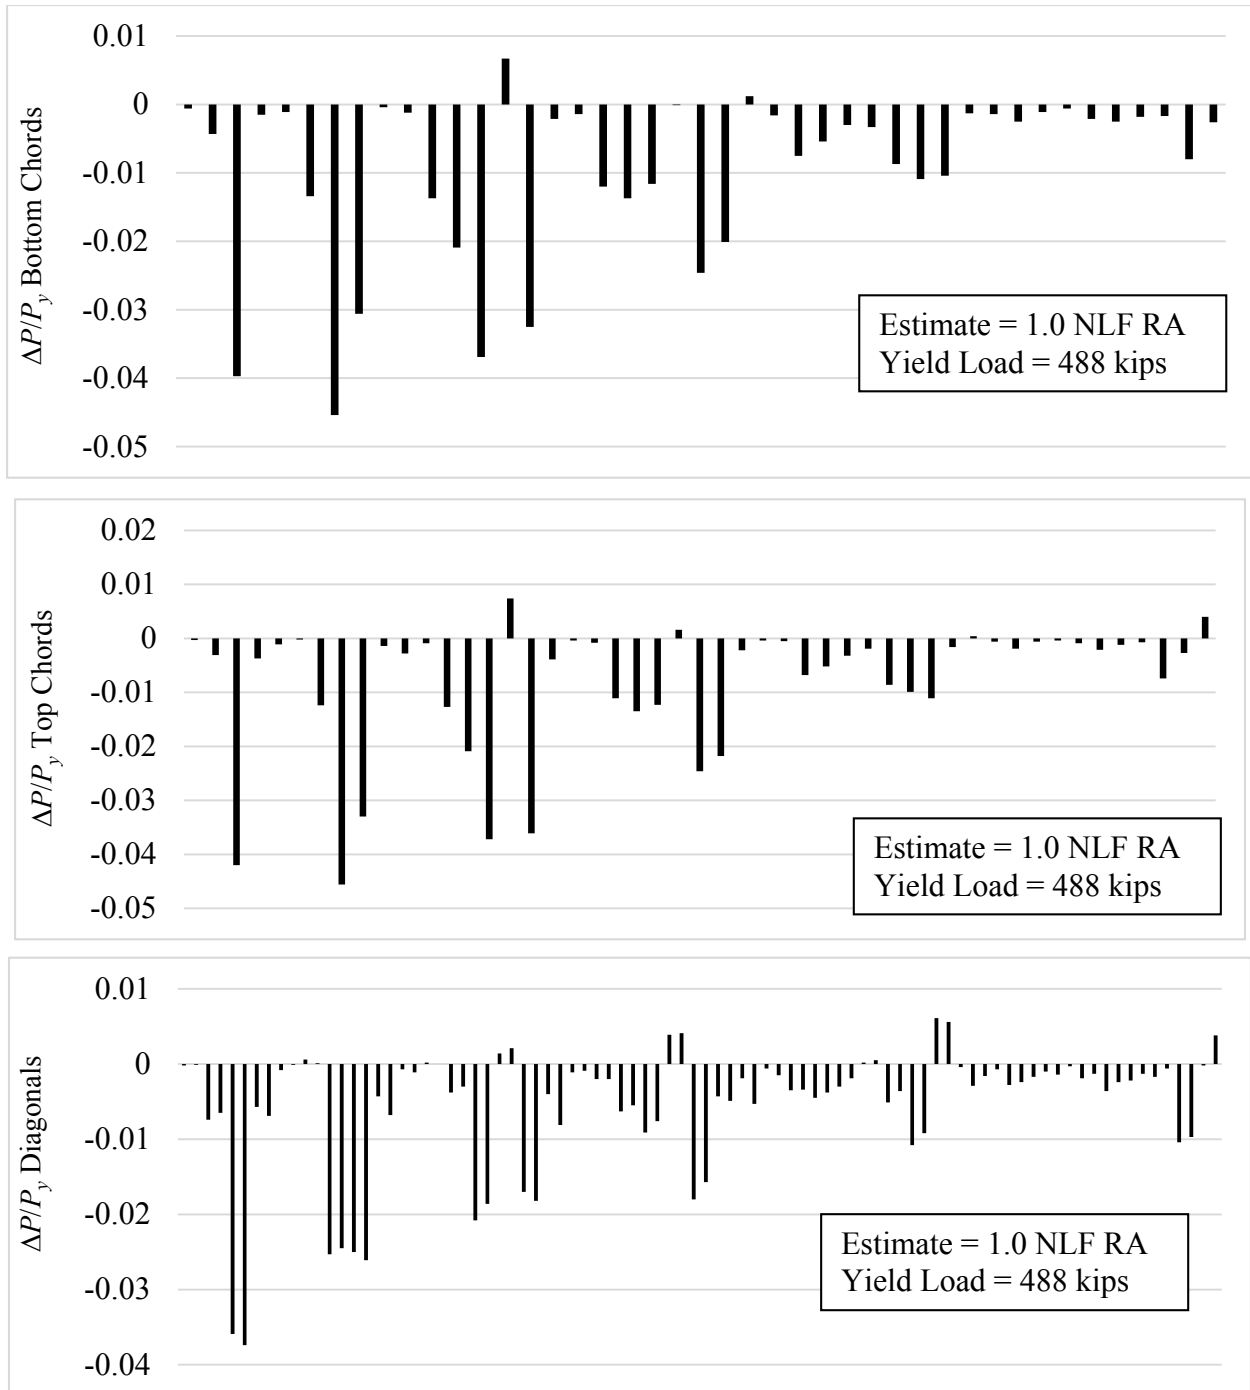 0.01
0
-0.01
-0.02
-0.03
-0.04
-0.05
ΔP/Py Bottom Chords
Estimate = 1.0 NLF RA
Yield Load = 488 kips
0.02
0.01
0
-0.01
-0.02
-0.03
-0.04
-0.05
ΔP/Py Top Chords
Estimate = 1.0 NLF RA
Yield Load = 488 kips
0.01
0
-0.01
-0.02
-0.03
-0.04
ΔP/Py Diagonals
Estimate = 1.0 NLF RA
Yield Load = 488 kips